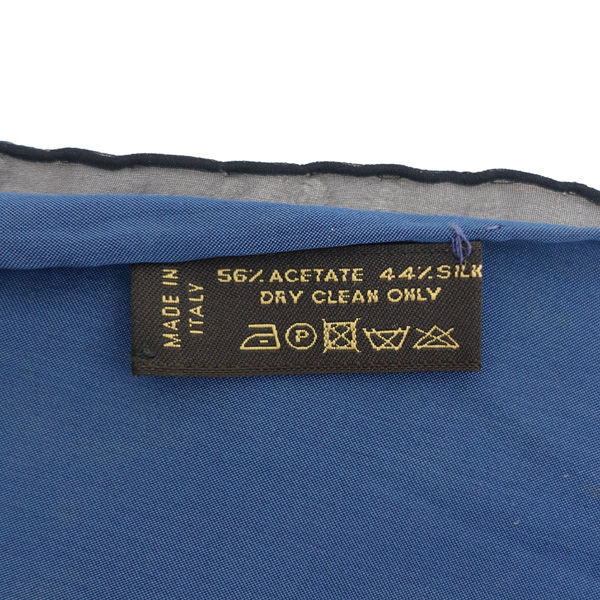 MADE IN
ITALY
56% ACETATE 44% SILK
DRY CLEAN ONLY
P